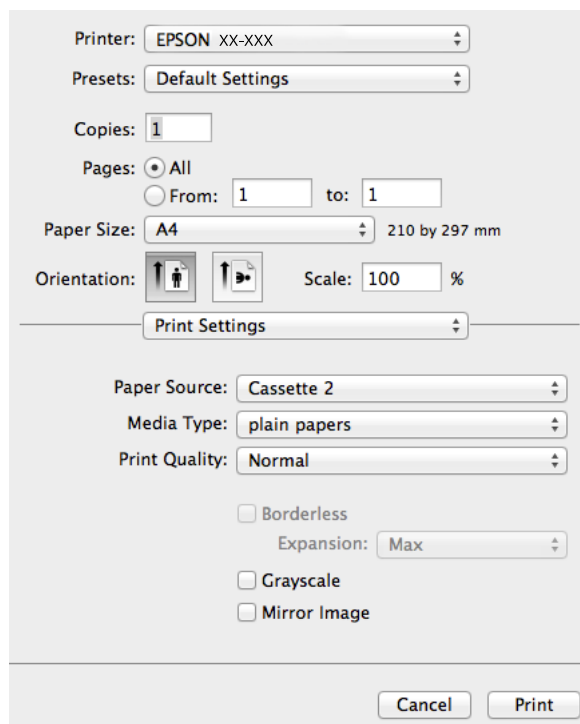 Printer: EPSON XX-XXX
Presets: Default Settings
Copies: 1
Pages: All
From: 1 to: 1
Paper Size: A4 210 by 297 mm
Orientation: Scale: 100 %
Print Settings
Paper Source: Cassette 2
Media Type: plain papers
Print Quality: Normal
Borderless
Expansion: Max
Grayscale
Mirror Image
Cancel Print